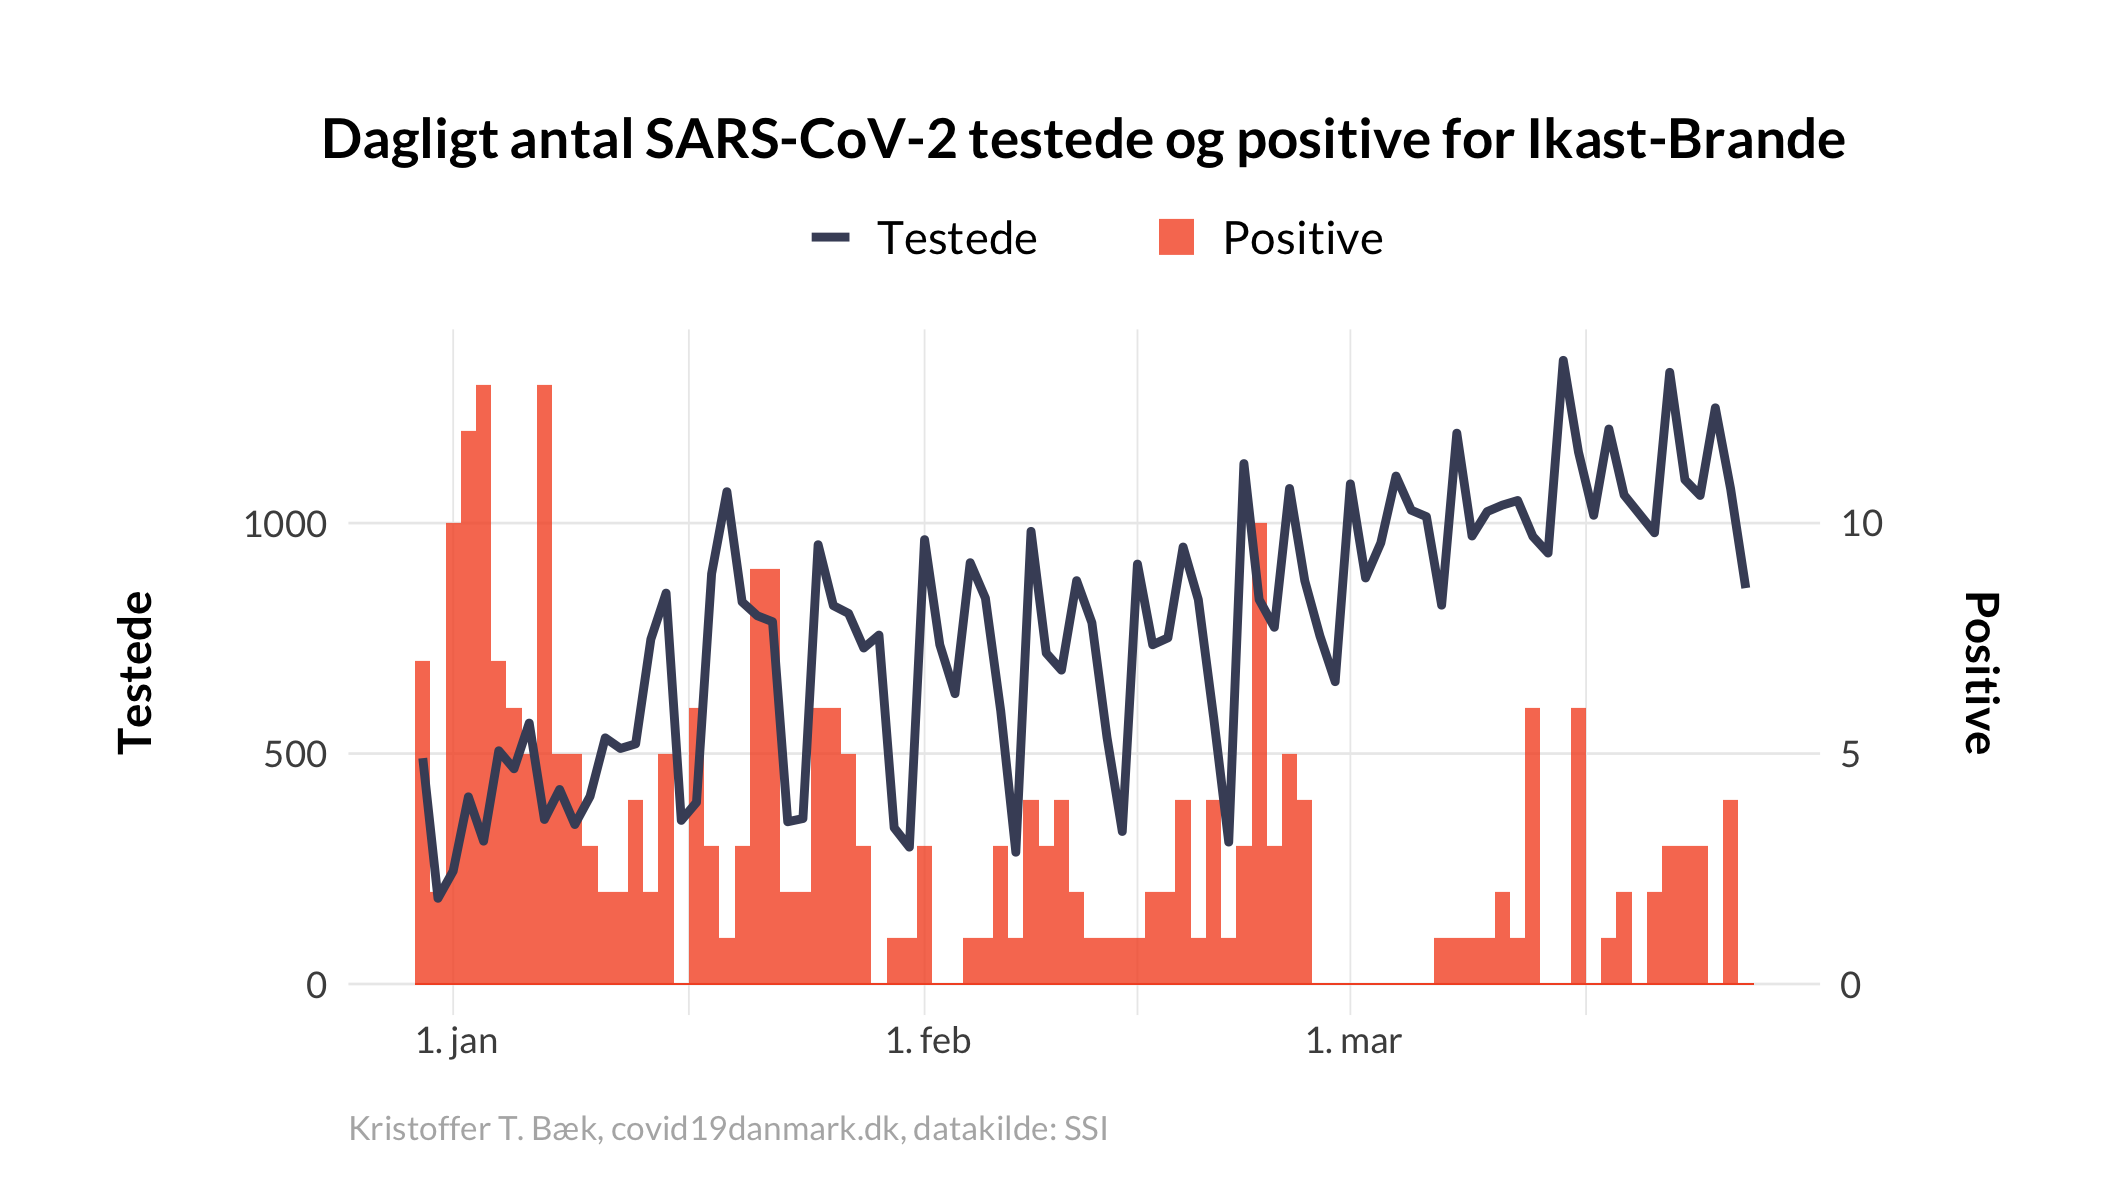 Dagligt antal SARS-CoV-2 testede og positive for Ikast-Brande
Testede Positive
1000 10
Testede
Positive
500 5
0 0
1. jan 1. feb 1. mar
Kristoffer T. Bæk, covid19danmark.dk, datakilde: SSI